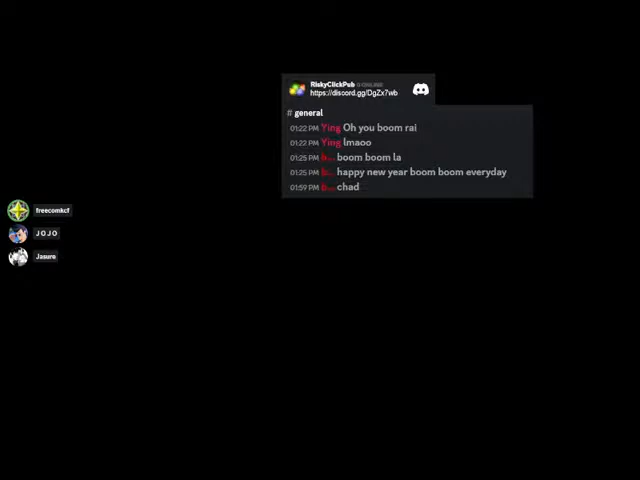 RiskyClickPub
https://discord.gg/DgZx7wb
# general
01:22 PM Ying Oh you boom rai
01:22 PM Ying lmaoo
01:25 PM boom boom la
01:25 PM happy new year boom boom everyday
01:59 PM chad
freecomkcf
J O J O
Jasure